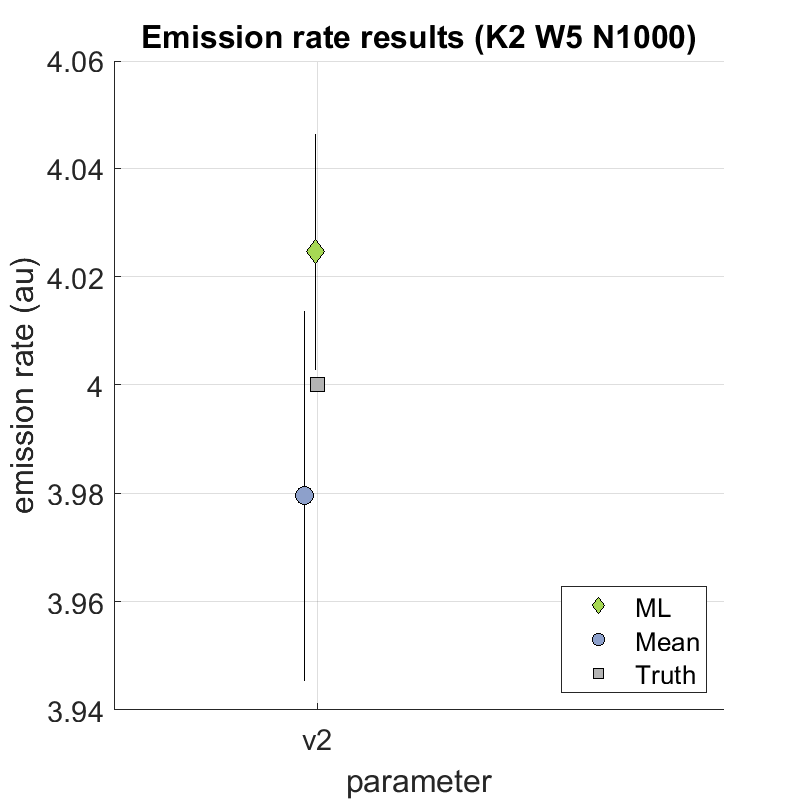 Emission rate results (K2 W5 N1000)
4.06
4.04
4.02
4
3.98
3.96
3.94
emission rate (au)
ML
Mean
Truth
v2
parameter